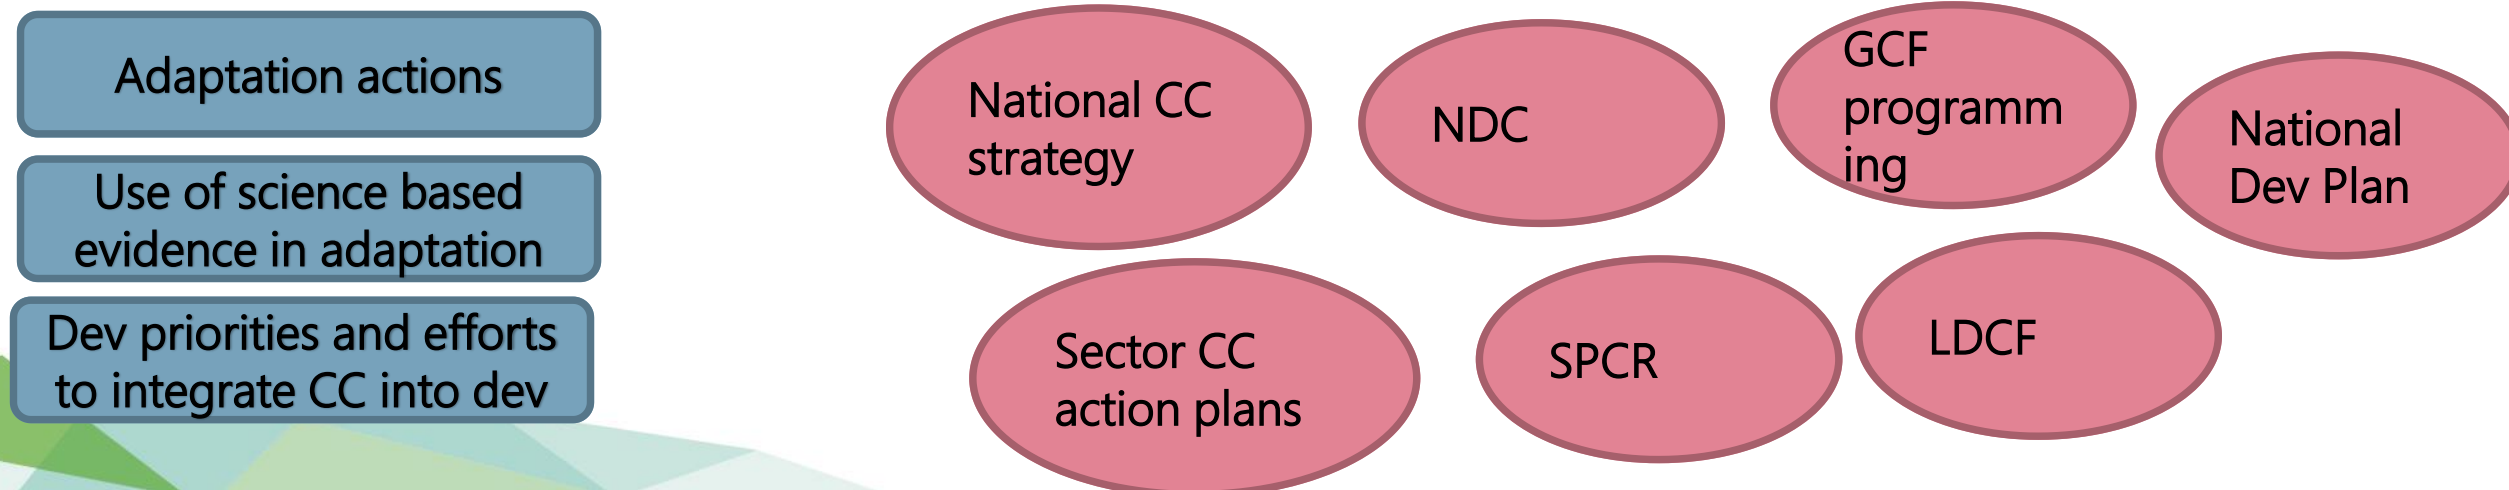 Adaptation actions
Use of science based
evidence in adaptation
Dev priorities and efforts
to integrate CC into dev
National CC
strategy
NDC
GCF
programm
ing
National
Dev Plan
Sector CC
action plans
SPCR
LDCF